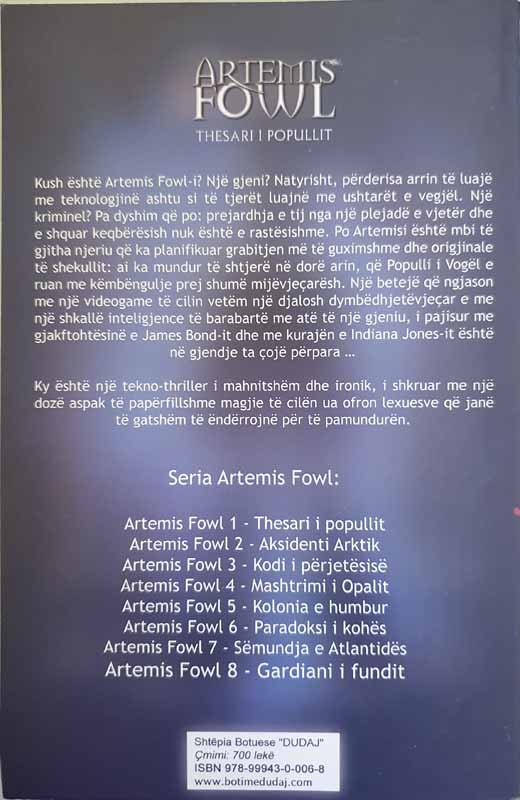 ARTEMIS
FOWL
THESARI I POPULLIT
Kush është Artemis Fowl-i? Një gjeni? Natyrisht, përderisa arrin të luajë
me teknologjinë ashtu si të tjerët luajnë me ushtarët e vegjël. Një
kriminel? Pa dyshim që po: prejardhja e tij nga një plejadë e vjetër dhe
e shquar keqbërësish nuk është e rastësishme. Po Artemisi është mbi të
gjitha njeriu që ka planifikuar grabitjen më të guximshme dhe origjinale
të shekullit: ai ka mundur të shtjerë në dorë arin, që Populli i Vogël e
ruan me këmbëngulje prej shumë mijëvjeçarësh. Një betejë që ngjason
me një videogame të cilin vetëm një djalosh dymbëdhjetëvjeçar e me
një shkallë inteligjence të barabartë me atë të një gjeniu, i pajisur me
gjakftohtësinë e James Bond-it dhe me kurajën e Indiana Jones-it është
në gjendje ta çojë përpara ...
Ky është një tekno-thriller i mahnitshëm dhe ironik, i shkruar me një
dozë aspak të papërfillshme magjie të cilën ua ofron lexuesve që janë
të gatshëm të ëndërrojnë për të pamundurën.
Seria Artemis Fowl:
Artemis Fowl 1 - Thesari i popullit
Artemis Fowl 2 - Aksidenti Arktik
Artemis Fowl 3 - Kodi i përjetësisë
Artemis Fowl 4 - Mashtrimi i Opalit
Artemis Fowl 5 - Kolonia e humbur
Artemis Fowl 6 - Paradoksi i kohës
Artemis Fowl 7 - Sëmundja e Atlantidës
Artemis Fowl 8 - Gardiani i fundit
Shtëpia Botuese "DUDAJ"
Çmimi: 700 lekë
ISBN 978-99943-0-006-8
www.botimedudaj.com